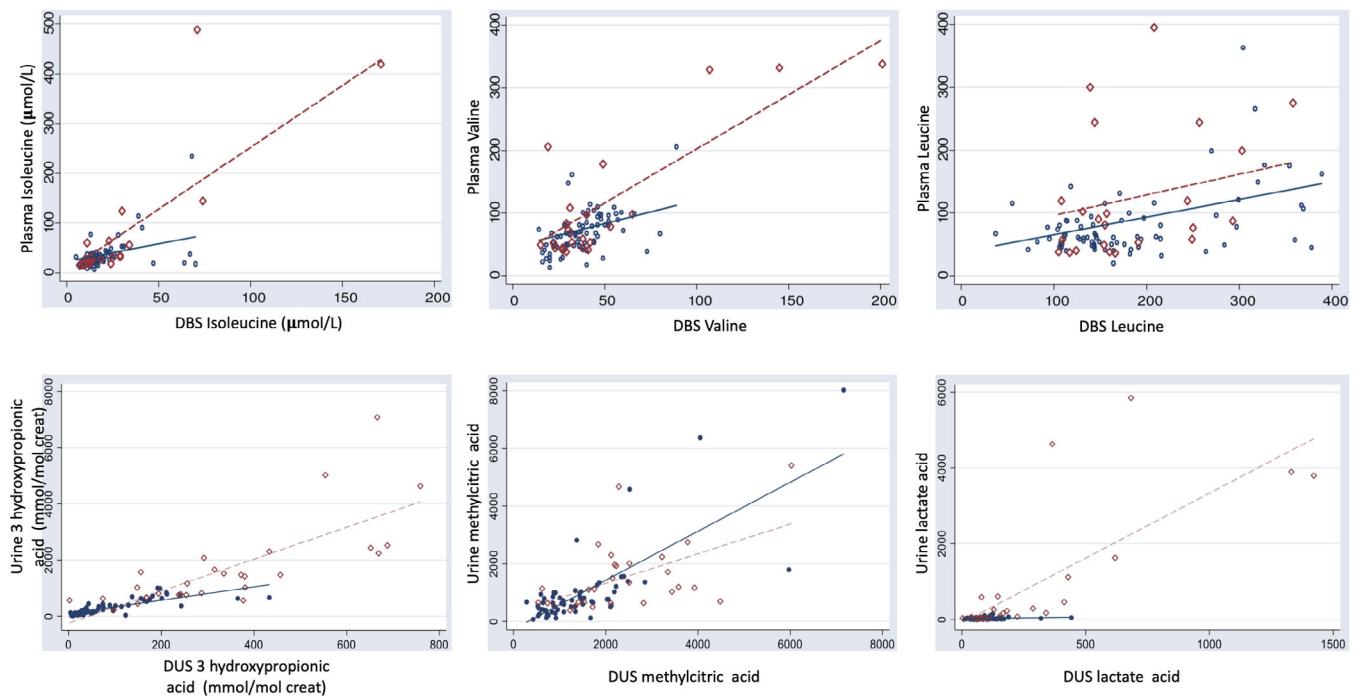 Plasma Isoleucine (µmol/L)
500
400
300
200
100
0
0 50 100 150 200
DBS Isoleucine (µmol/L)
Plasma Valine
400
300
200
100
0
0 50 100 150 200
DBS Valine
Plasma Leucine
400
300
200
100
0
0 100 200 300 400
DBS Leucine
Urine 3 hydroxypropionic
acid (mmol/mol creat)
8000
6000
4000
2000
0
0 200 400 600 800
DUS 3 hydroxypropionic
acid (mmol/mol creat)
Urine methylcitric acid
8000
6000
4000
2000
0
0 2000 4000 6000 8000
DUS methylcitric acid
Urine lactate acid
6000
4000
2000
0
0 500 1000 1500
DUS lactate acid